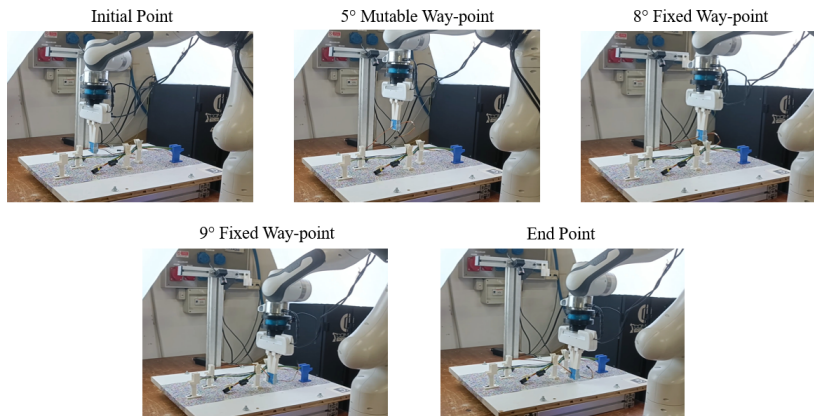 Initial Point
5° Mutable Way-point
8° Fixed Way-point
9° Fixed Way-point
End Point